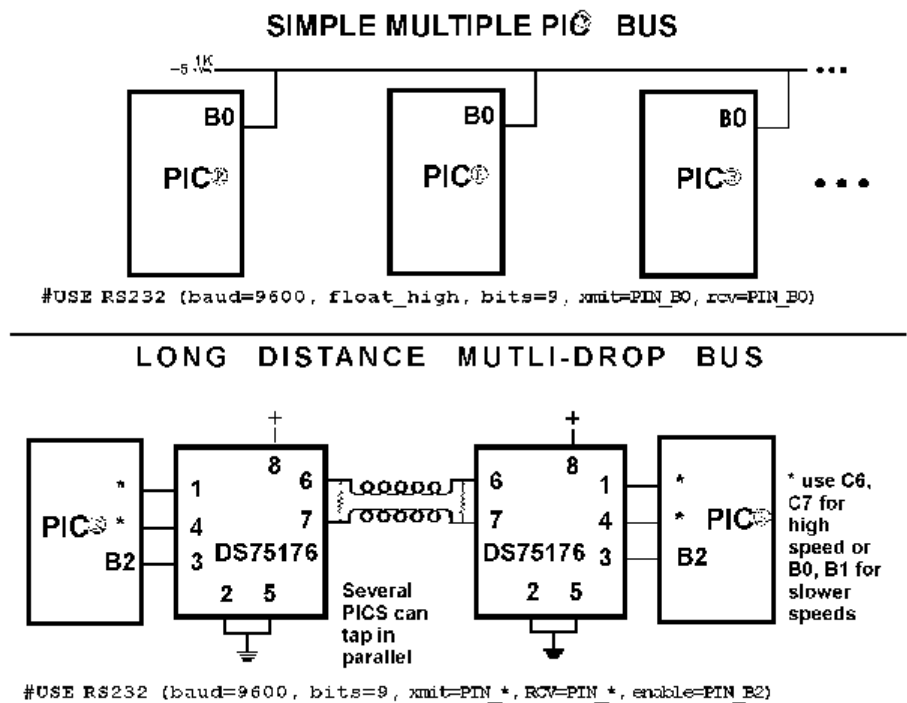 SIMPLE MULTIPLE PIC® BUS
5 1K
B0
PIC®
B0
PIC®
B0
PIC®
#USE RS232 (baud=9600, float_high, bits=9, xmit=PIN_B0, rcv=PIN_B0)
LONG DISTANCE MUTLI-DROP BUS
+
+
PIC®
*
*
B2
1
4
3
8
6
7
DS75176
2 5
Several
PICS can
tap in
parallel
6
7
8
1
4
3
DS75176
2 5
*
*
B2
PIC®
* use C6,
C7 for
high
speed or
B0, B1 for
slower
speeds
#USE RS232 (baud=9600, bits=9, xmit=PIN_*, RCV=PIN_*, enable=PIN_B2)